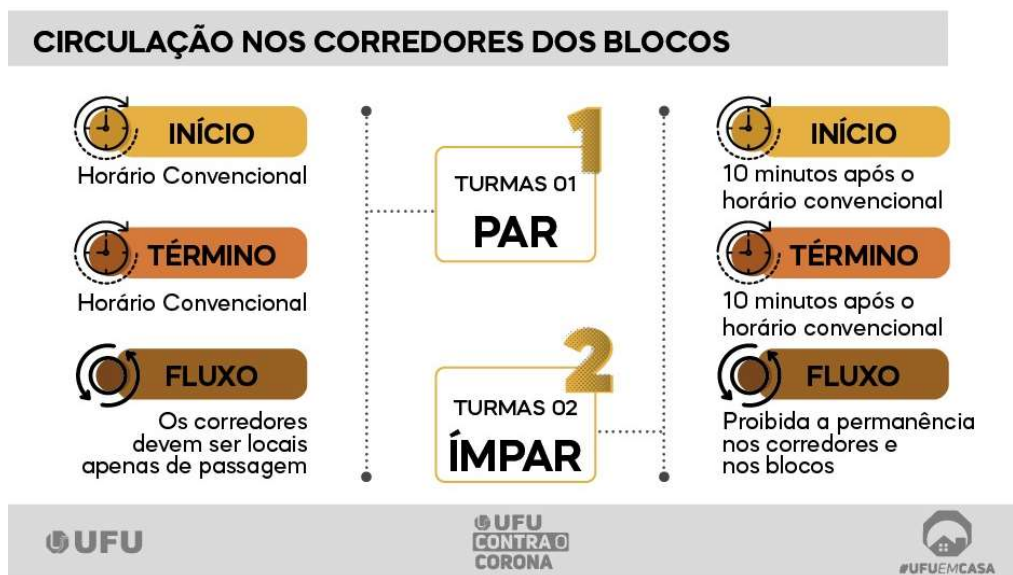 CIRCULAÇÃO NOS CORREDORES DOS BLOCOS
INÍCIO
Horário Convencional
TÉRMINO
Horário Convencional
FLUXO
Os corredores
devem ser locais
apenas de passagem
1
TURMAS 01
PAR
2
TURMAS 02
ÍMPAR
INÍCIO
10 minutos após o
horário convencional
TÉRMINO
10 minutos após o
horário convencional
FLUXO
Proibida a permanência
nos corredores e
nos blocos
UFU
UFU
CONTRA O
CORONA
#UFUEMCASA